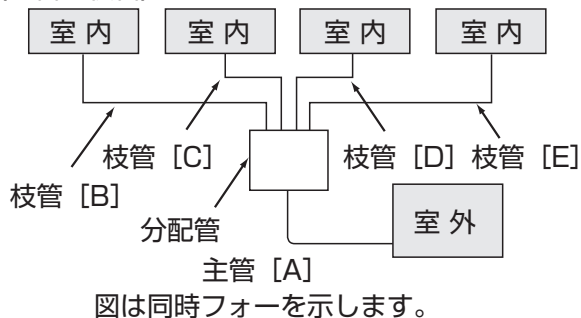 室内 室内 室内 室内
枝管［C］ 枝管［D］ 枝管［E］
枝管［B］
分配管 室外
主管［A］
図は同時フォーを示します。